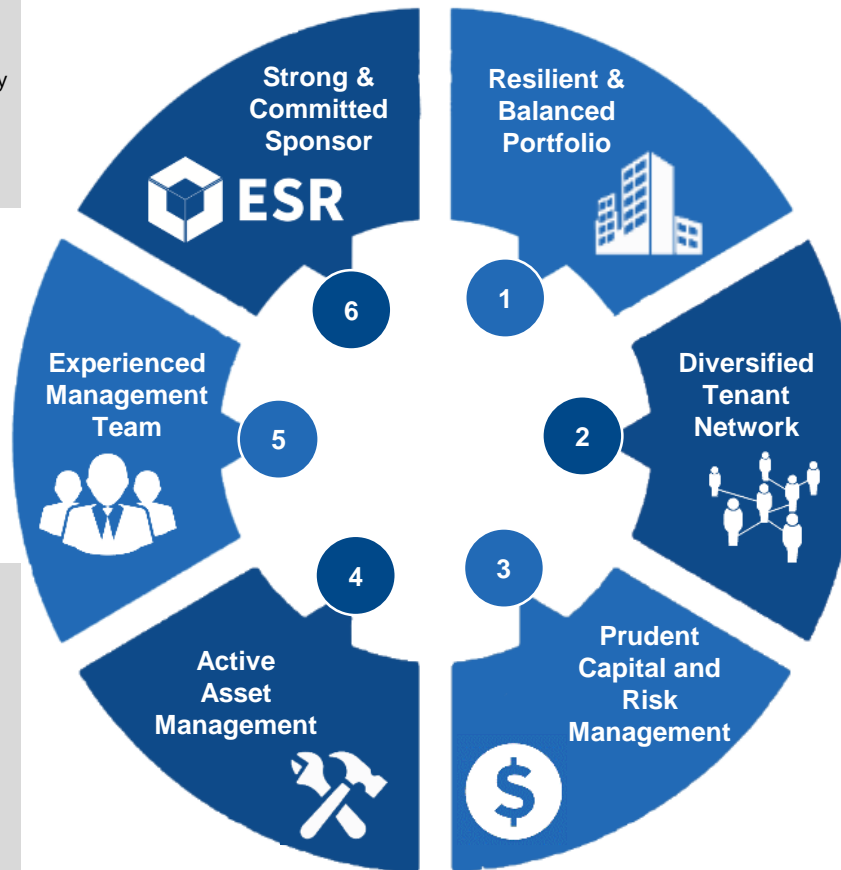 y
Strong &
Committed
Sponsor
ESR
6
Resilient &
Balanced
Portfolio
1
Diversified
Tenant
Network
2
Prudent
Capital and
Risk
Management
3
$
Active
Asset
Management
4
Experienced
Management
Team
5